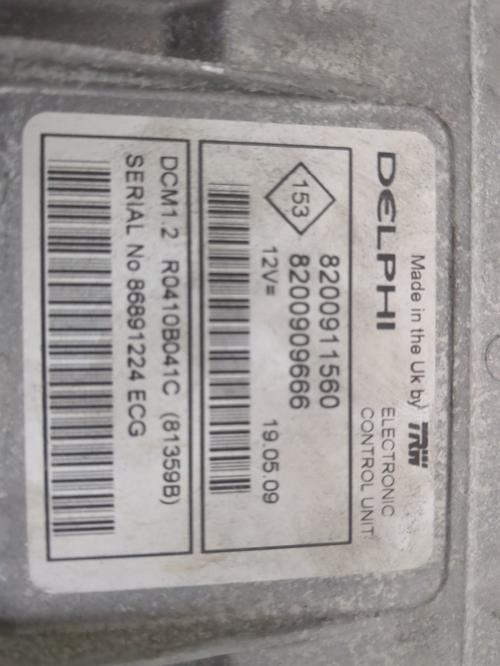 Made in the Uk by TRW
DELPHI
ELECTRONIC
CONTROL UNIT
153
8200911560
8200909666
12V=
19.05.09
DCM1.2 R0410B041C (81359B)
SERIAL No 86891224 ECG